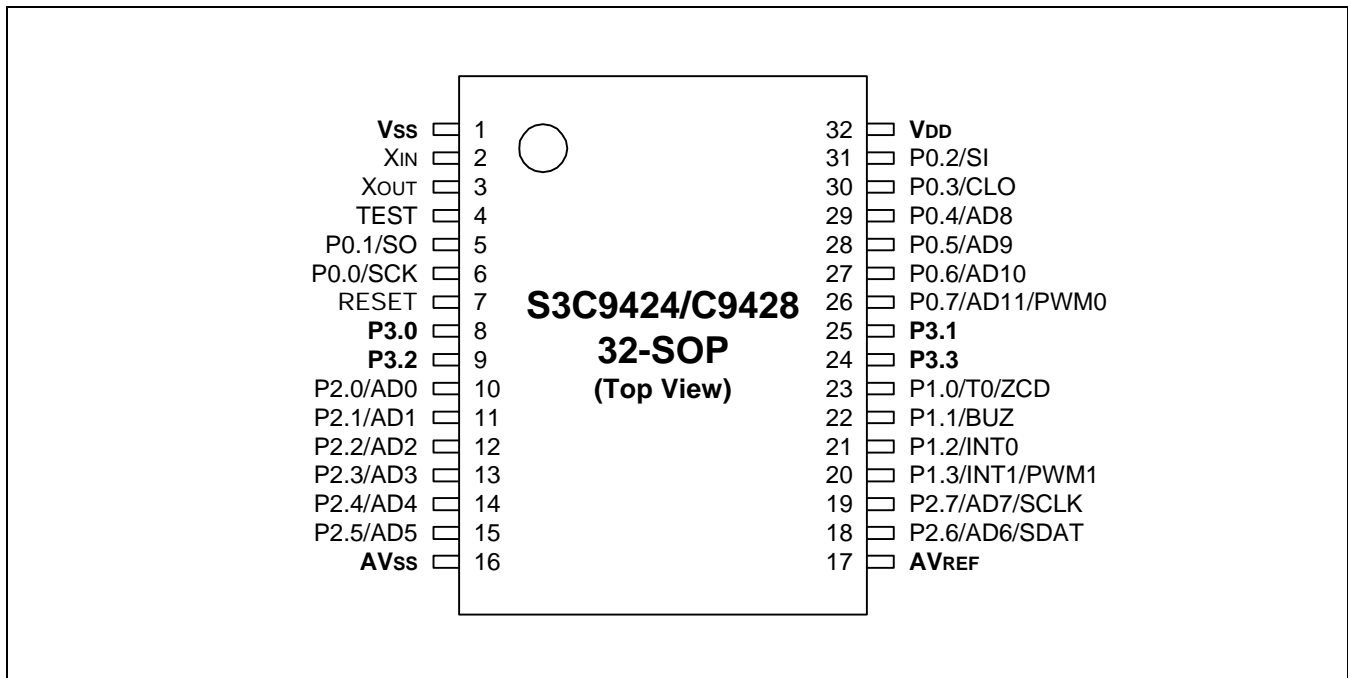 VSS 1
XIN 2
XOUT 3
TEST 4
P0.1/SO 5
P0.0/SCK 6
RESET 7
P3.0 8
P3.2 9
P2.0/AD0 10
P2.1/AD1 11
P2.2/AD2 12
P2.3/AD3 13
P2.4/AD4 14
P2.5/AD5 15
AVSS 16
S3C9424/C9428
32-SOP
(Top View)
32 VDD
31 P0.2/SI
30 P0.3/CLO
29 P0.4/AD8
28 P0.5/AD9
27 P0.6/AD10
26 P0.7/AD11/PWM0
25 P3.1
24 P3.3
23 P1.0/T0/ZCD
22 P1.1/BUZ
21 P1.2/INT0
20 P1.3/INT1/PWM1
19 P2.7/AD7/SCLK
18 P2.6/AD6/SDAT
17 AVREF